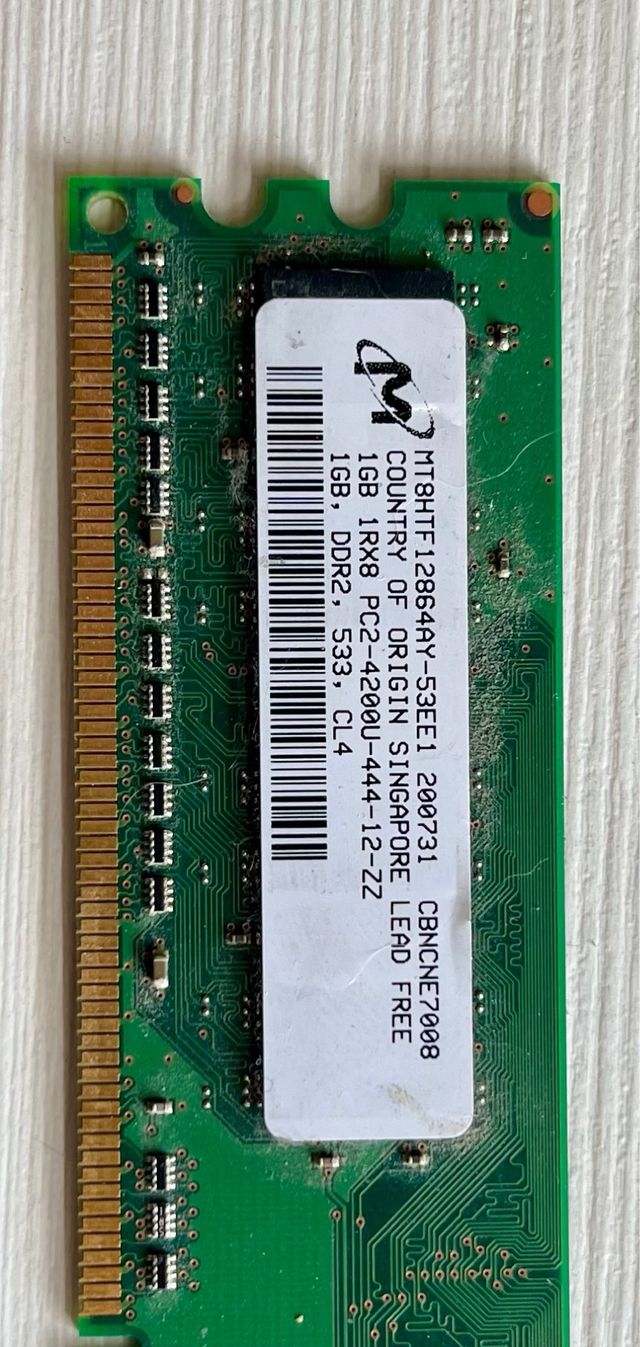 MT8HTF12864AY-53EE1 200731 CBNCNE7008
COUNTRY OF ORIGIN SINGAPORE LEAD FREE
1GB 1RX8 PC2-4200U-444-12-ZZ
1GB, DDR2, 533, CL4